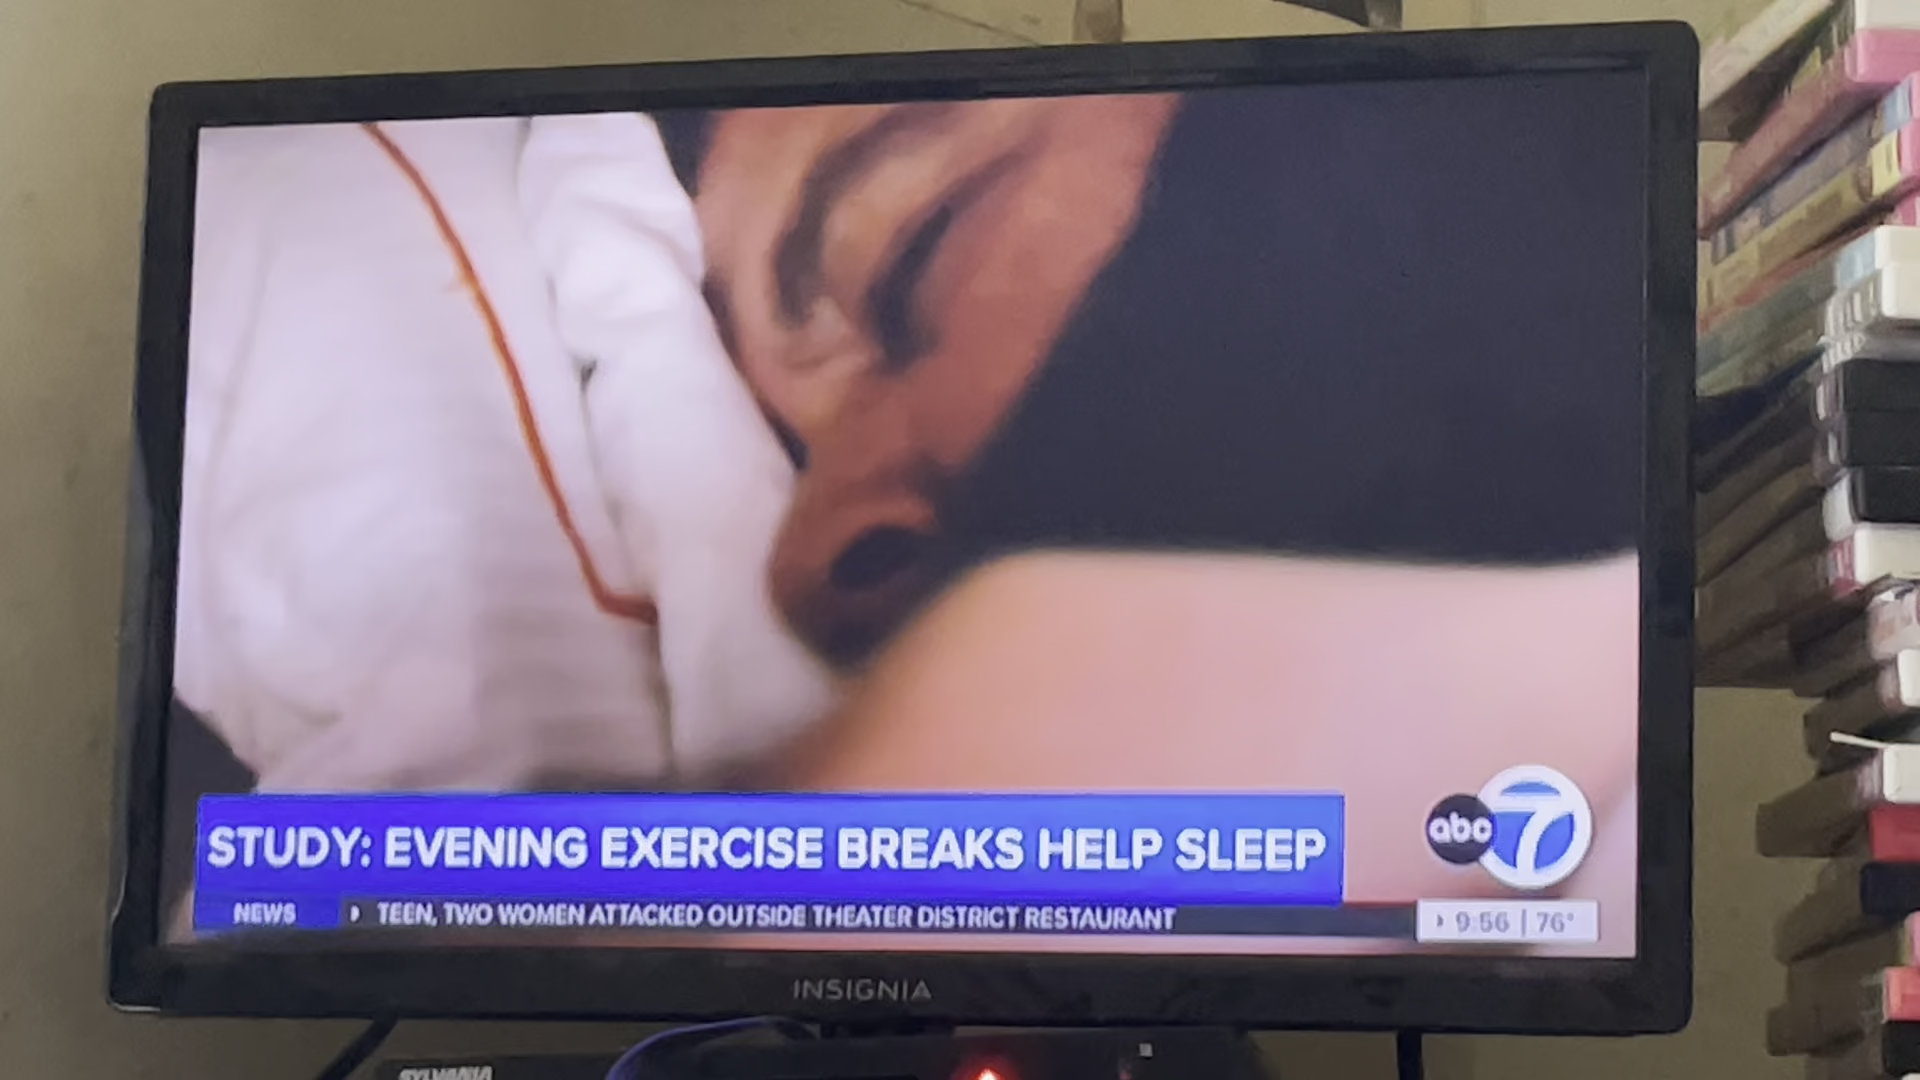 STUDY: EVENING EXERCISE BREAKS HELP SLEEP
abc 7
NEWS TEEN, TWO WOMEN ATTACKED OUTSIDE THEATER DISTRICT RESTAURANT
9:56 | 76°
INSIGNIA
SYLVANIA